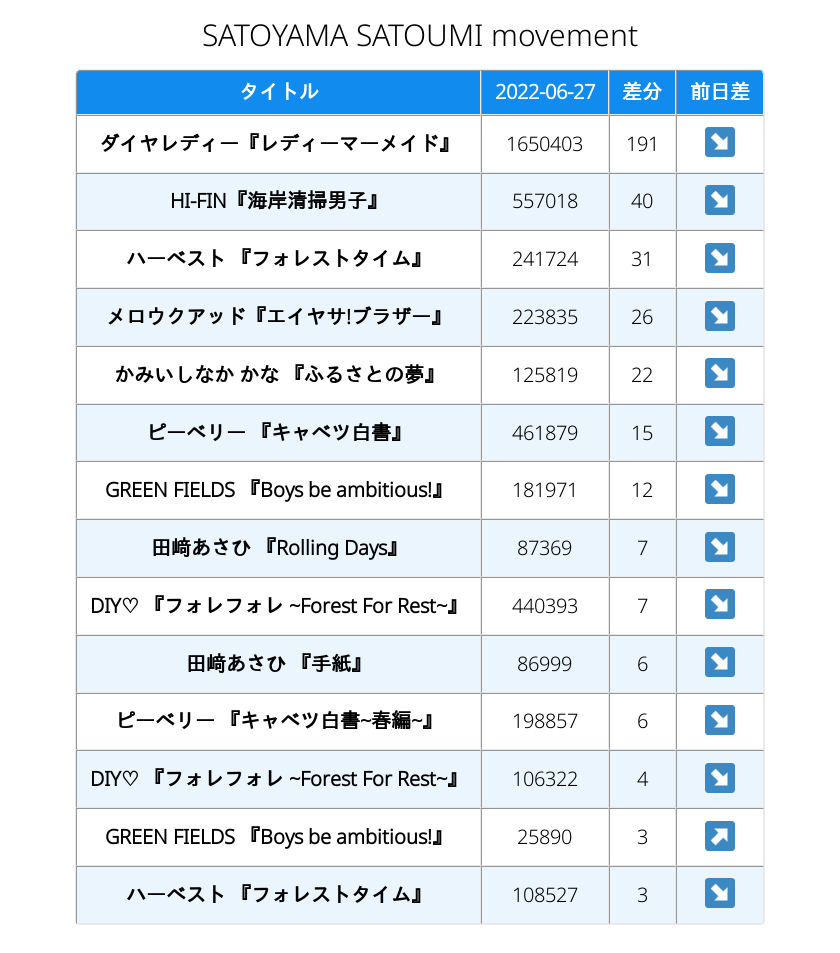 SATOYAMA SATOUMI movement
タイトル 2022-06-27 差分 前日差
ダイヤレディー『レディーマーメイド』 1650403 191 ↘
HI-FIN『海岸清掃男子』 557018 40 ↘
ハーベスト 『フォレストタイム』 241724 31 ↘
メロウクアッド『エイヤサ!ブラザー』 223835 26 ↘
かみいしなか かな 『ふるさとの夢』 125819 22 ↘
ピーベリー 『キャベツ白書』 461879 15 ↘
GREEN FIELDS 『Boys be ambitious!』 181971 12 ↘
田﨑あさひ 『Rolling Days』 87369 7 ↘
DIY♡ 『フォレフォレ ~Forest For Rest~』 440393 7 ↘
田﨑あさひ 『手紙』 86999 6 ↘
ピーベリー 『キャベツ白書~春編~』 198857 6 ↘
DIY♡ 『フォレフォレ ~Forest For Rest~』 106322 4 ↘
GREEN FIELDS 『Boys be ambitious!』 25890 3 ↗
ハーベスト 『フォレストタイム』 108527 3 ↘